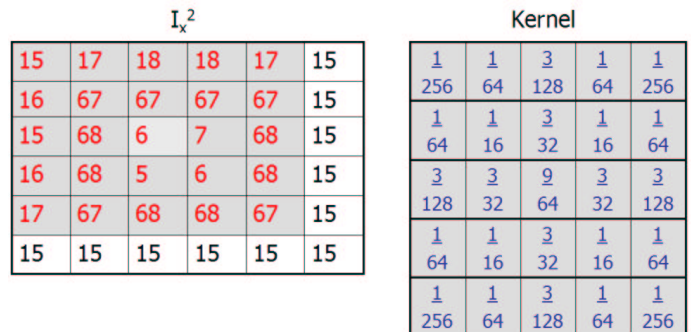 I_x^2
15 17 18 18 17 15
16 67 67 67 67 15
15 68 6 7 68 15
16 68 5 6 68 15
17 67 68 68 67 15
15 15 15 15 15 15
Kernel
1 1 3 1 1
256 64 128 64 256
1 1 3 1 1
64 16 32 16 64
3 3 9 3 3
128 32 64 32 128
1 1 3 1 1
64 16 32 16 64
1 1 3 1 1
256 64 128 64 256